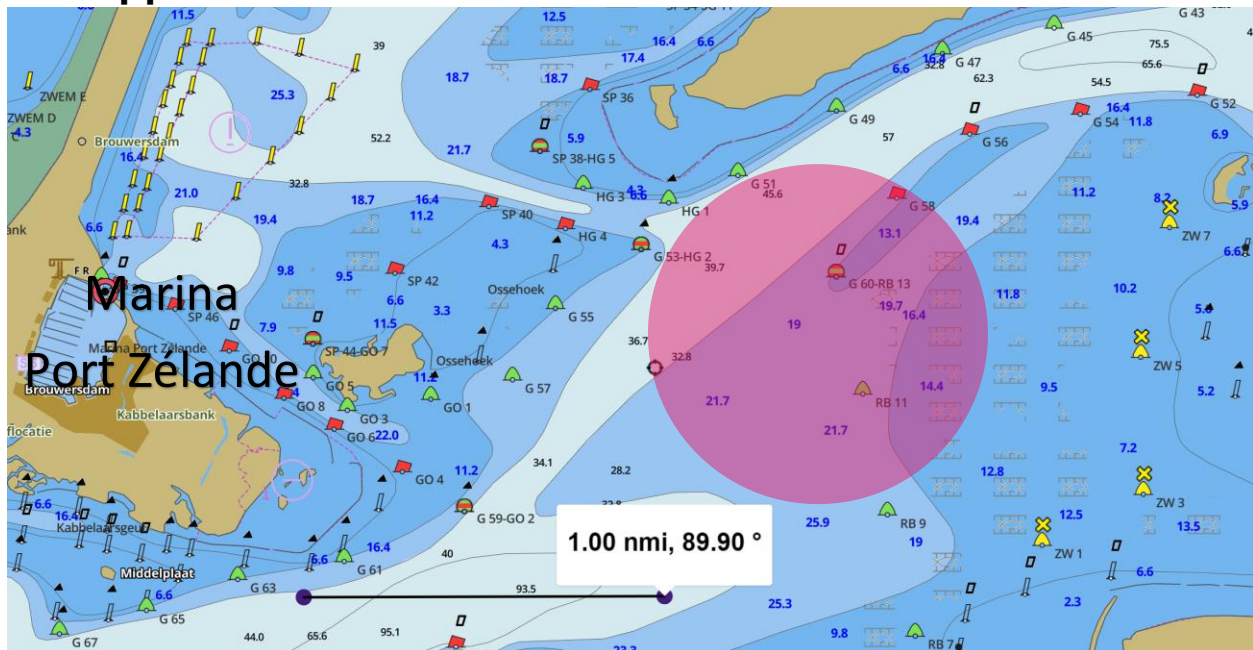 11.5
12.5
G 43
16.4
6.6
G 45
39
17.4
G 47
32.8
75.5
65.6
18.7
18.7
6.6
62.3
54.5
ZWEM E
25.3
SP 36
G 52
ZWEM D
4.3
52.2
5.9
G 49
57
G 54
16.4
11.8
Brouwersdam
21.7
SP 38-HG 5
G 56
6.9
16.4
32.8
G 51
21.0
18.7
16.4
HG 3
4.3
6.6
45.6
11.2
8.2
5.9
19.4
11.2
SP 40
HG 1
G 58
19.4
6.6
HG 4
13.1
ZW 7
4.3
G 53-HG 2
6.6
F R
9.8
9.5
SP 42
39.7
G 60-RB 13
10.2
Marina
6.6
Ossehoek
11.8
SP 46
3.3
G 55
19.7
16.4
7.9
11.5
19
Marina Port Zélande
SP 44-GO 7
36.7
32.8
ZW 5
Port Zélande
Ossehoek
GO 5
11.2
G 57
14.4
9.5
5.2
Brouwersdam
GO 8
GO 3
GO 1
21.7
RB 11
Kabbelaarsbank
GO 6
22.0
21.7
flocatie
34.1
28.2
7.2
GO 4
11.2
12.8
6.6
16.4
G 59-GO 2
ZW 3
Kabbelaarsgeul
25.9
RB 9
12.5
13.5
16.4
40
1.00 nmi, 89.90 °
19
ZW 1
6.6
G 61
Middelplaat
G 63
93.5
6.6
6.6
25.3
2.3
G 65
G 67
44.0
65.6
95.1
9.8
RB 7
23.3